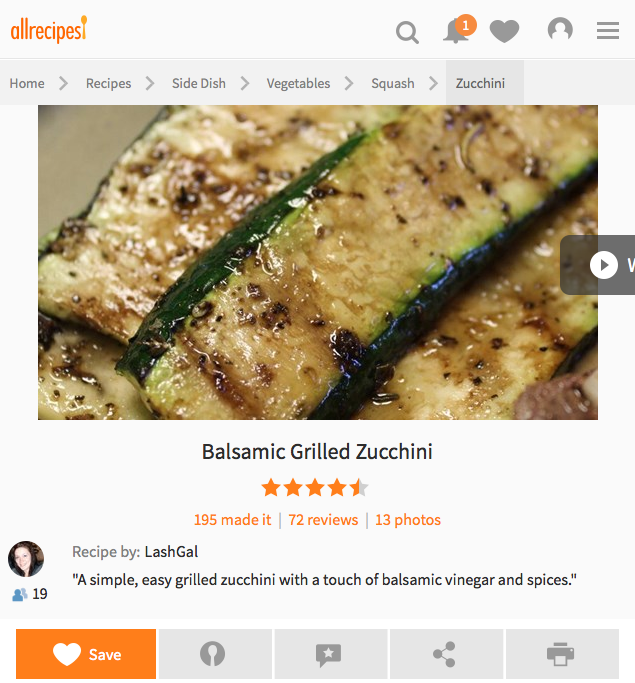 allrecipes
1
Home
Recipes
Side Dish
Vegetables
Squash
Zucchini
W
Balsamic Grilled Zucchini
195 made it | 72 reviews | 13 photos
Recipe by: LashGal
"A simple, easy grilled zucchini with a touch of balsamic vinegar and spices."
19
Save